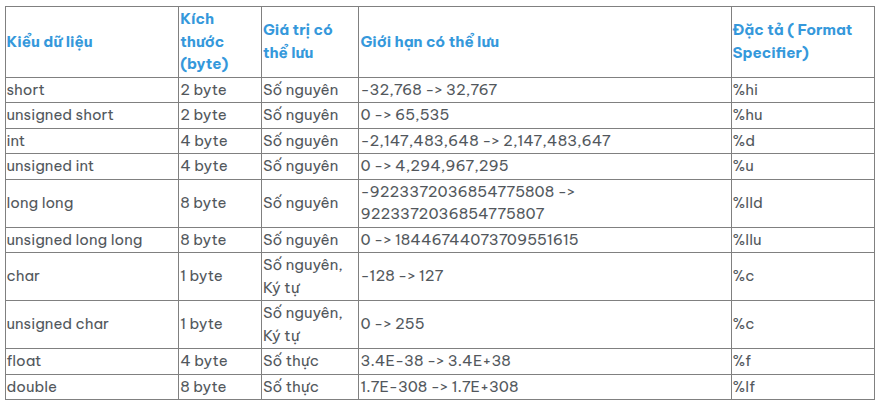 Kiểu dữ liệu Kích thước (byte) Giá trị có thể lưu Giới hạn có thể lưu Đặc tả ( Format Specifier)
short 2 byte Số nguyên -32,768 -> 32,767 %hi
unsigned short 2 byte Số nguyên 0 -> 65,535 %hu
int 4 byte Số nguyên -2,147,483,648 -> 2,147,483,647 %d
unsigned int 4 byte Số nguyên 0 -> 4,294,967,295 %u
long long 8 byte Số nguyên -9223372036854775808 -> 9223372036854775807 %lld
unsigned long long 8 byte Số nguyên 0 -> 18446744073709551615 %llu
char 1 byte Số nguyên, Ký tự -128 -> 127 %c
unsigned char 1 byte Số nguyên, Ký tự 0 -> 255 %c
float 4 byte Số thực 3.4E-38 -> 3.4E+38 %f
double 8 byte Số thực 1.7E-308 -> 1.7E+308 %lf